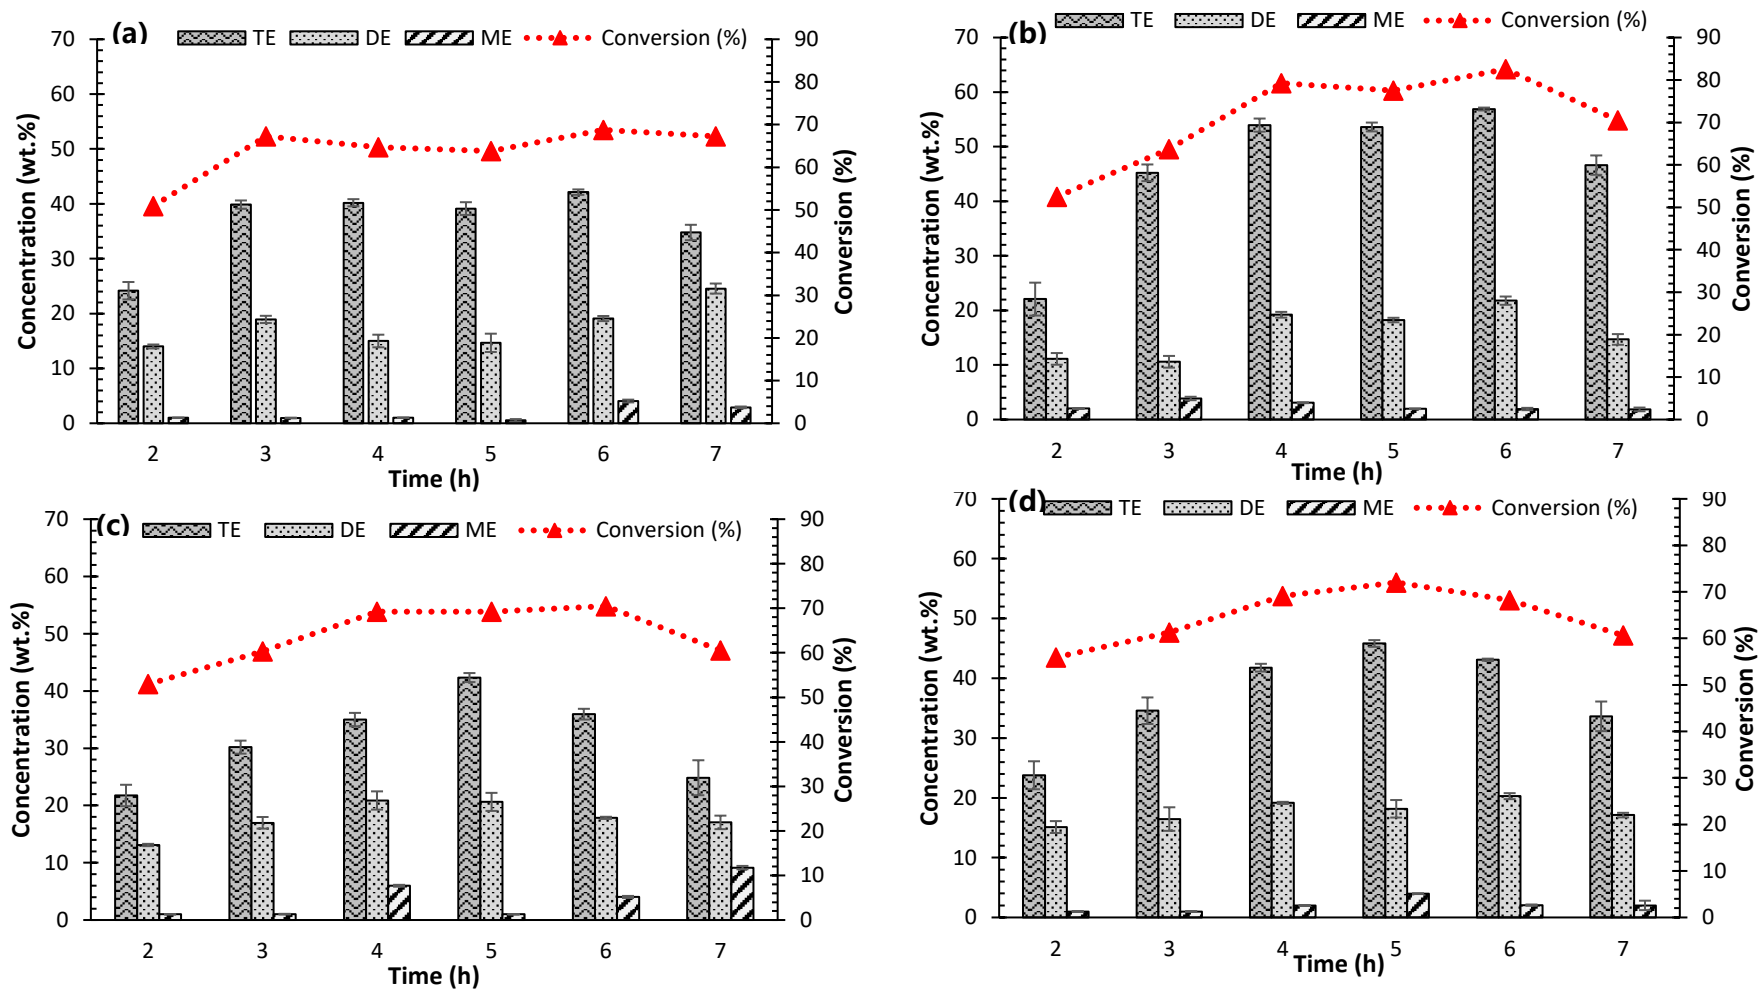 (a) TE DE ME Conversion (%)
70 60 50 40 30 20 10 0
Concentration (wt.%)
90 80 70 60 50 40 30 20 10 0
Conversion (%)
2 3 4 5 6 7
Time (h)
(b) TE DE ME Conversion (%)
70 60 50 40 30 20 10 0
Concentration (wt.%)
90 80 70 60 50 40 30 20 10 0
Conversion (%)
2 3 4 5 6 7
Time (h)
(c) TE DE ME Conversion (%)
70 60 50 40 30 20 10 0
Concentration (wt.%)
90 80 70 60 50 40 30 20 10 0
Conversion (%)
2 3 4 5 6 7
Time (h)
(d) TE DE ME Conversion (%)
70 60 50 40 30 20 10 0
Concentration (wt.%)
90 80 70 60 50 40 30 20 10 0
Conversion (%)
2 3 4 5 6 7
Time (h)